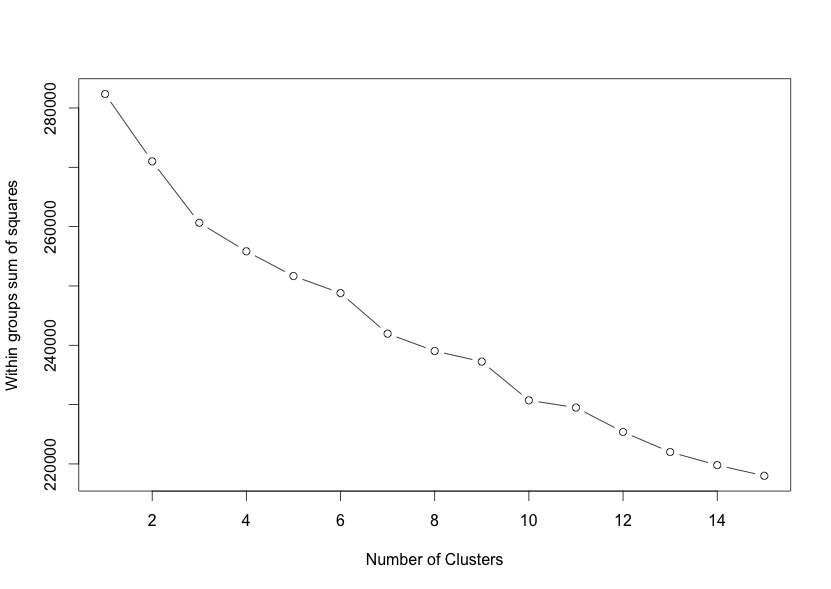 Within groups sum of squares
280000
260000
240000
220000
2 4 6 8 10 12 14
Number of Clusters